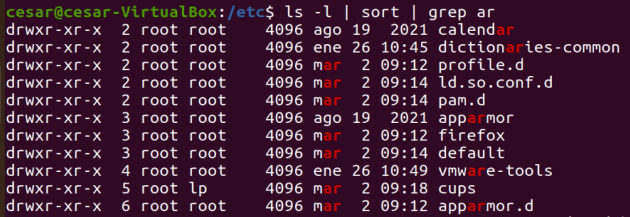 cesar@cesar-VirtualBox:/etc$ ls -l | sort | grep ar
drwxr-xr-x  2 root root    4096 ago 19  2021 calendar
drwxr-xr-x  2 root root    4096 ene 26 10:45 dictionaries-common
drwxr-xr-x  2 root root    4096 mar  2 09:12 profile.d
drwxr-xr-x  2 root root    4096 mar  2 09:14 ld.so.conf.d
drwxr-xr-x  2 root root    4096 mar  2 09:14 pam.d
drwxr-xr-x  3 root root    4096 ago 19  2021 apparmor
drwxr-xr-x  3 root root    4096 mar  2 09:12 firefox
drwxr-xr-x  3 root root    4096 mar  2 09:14 default
drwxr-xr-x  4 root root    4096 ene 26 10:49 vmware-tools
drwxr-xr-x  5 root lp      4096 mar  2 09:18 cups
drwxr-xr-x  6 root root    4096 mar  2 09:12 apparmor.d